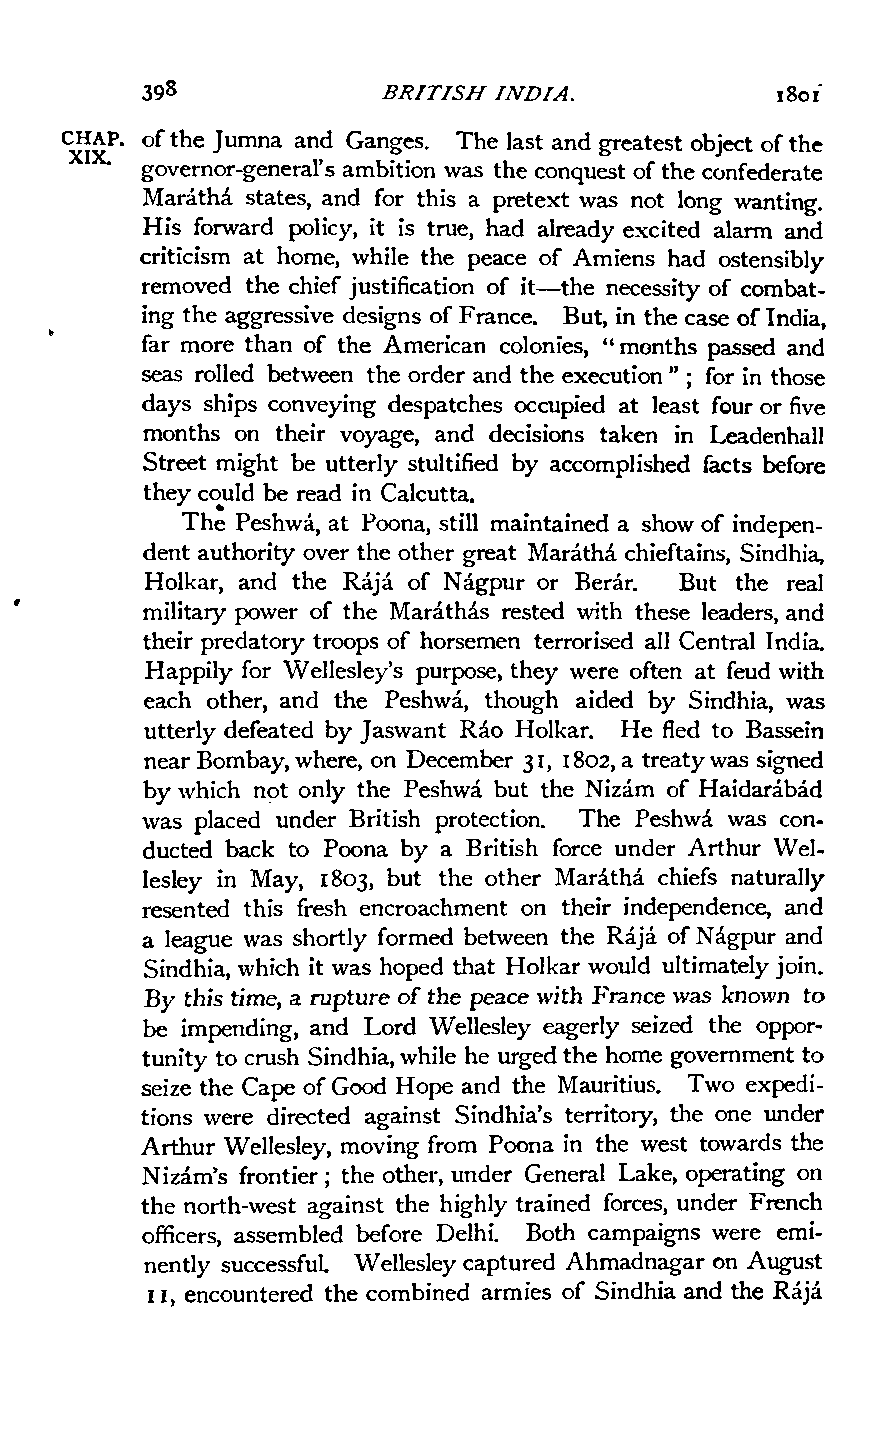 398 BRITISH INDIA. 1801
CHAP. XIX.
of the Jumna and Ganges. The last and greatest object of the
governor-general's ambition was the conquest of the confederate
Maráthá states, and for this a pretext was not long wanting.
His forward policy, it is true, had already excited alarm and
criticism at home, while the peace of Amiens had ostensibly
removed the chief justification of it—the necessity of combat-
ing the aggressive designs of France. But, in the case of India,
far more than of the American colonies, "months passed and
seas rolled between the order and the execution"; for in those
days ships conveying despatches occupied at least four or five
months on their voyage, and decisions taken in Leadenhall
Street might be utterly stultified by accomplished facts before
they could be read in Calcutta.
The Peshwá, at Poona, still maintained a show of indepen-
dent authority over the other great Maráthá chieftains, Sindhia,
Holkar, and the Rájá of Nágpur or Berár. But the real
military power of the Maráthás rested with these leaders, and
their predatory troops of horsemen terrorised all Central India.
Happily for Wellesley's purpose, they were often at feud with
each other, and the Peshwá, though aided by Sindhia, was
utterly defeated by Jaswant Ráo Holkar. He fled to Bassein
near Bombay, where, on December 31, 1802, a treaty was signed
by which not only the Peshwá but the Nizám of Haidarábád
was placed under British protection. The Peshwá was con-
ducted back to Poona by a British force under Arthur Wel-
lesley in May, 1803, but the other Maráthá chiefs naturally
resented this fresh encroachment on their independence, and
a league was shortly formed between the Rájá of Nágpur and
Sindhia, which it was hoped that Holkar would ultimately join.
By this time, a rupture of the peace with France was known to
be impending, and Lord Wellesley eagerly seized the oppor-
tunity to crush Sindhia, while he urged the home government to
seize the Cape of Good Hope and the Mauritius. Two expedi-
tions were directed against Sindhia's territory, the one under
Arthur Wellesley, moving from Poona in the west towards the
Nizám's frontier; the other, under General Lake, operating on
the north-west against the highly trained forces, under French
officers, assembled before Delhi. Both campaigns were emi-
nently successful. Wellesley captured Ahmadnagar on August
11, encountered the combined armies of Sindhia and the Rájá